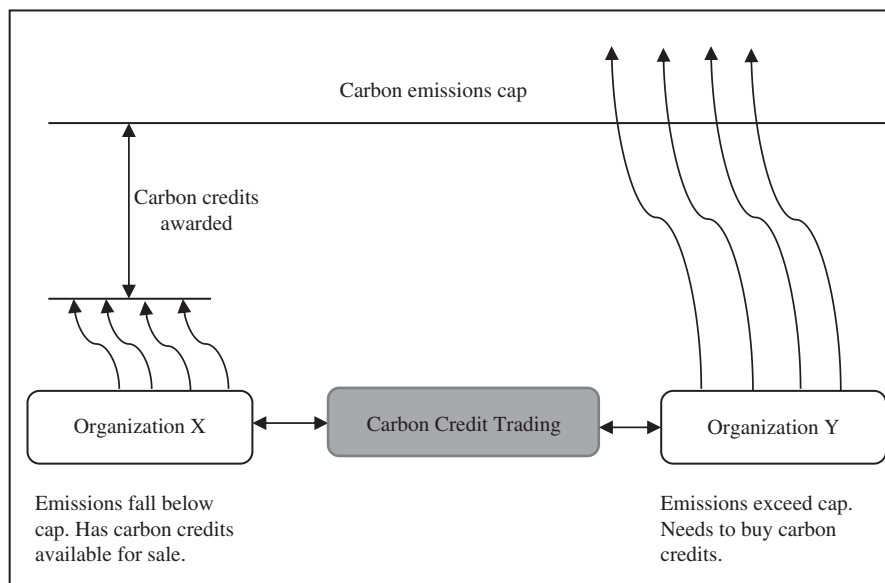 Carbon emissions cap
Carbon credits
awarded
Organization X
Carbon Credit Trading
Organization Y
Emissions fall below
cap. Has carbon credits
available for sale.
Emissions exceed cap.
Needs to buy carbon
credits.